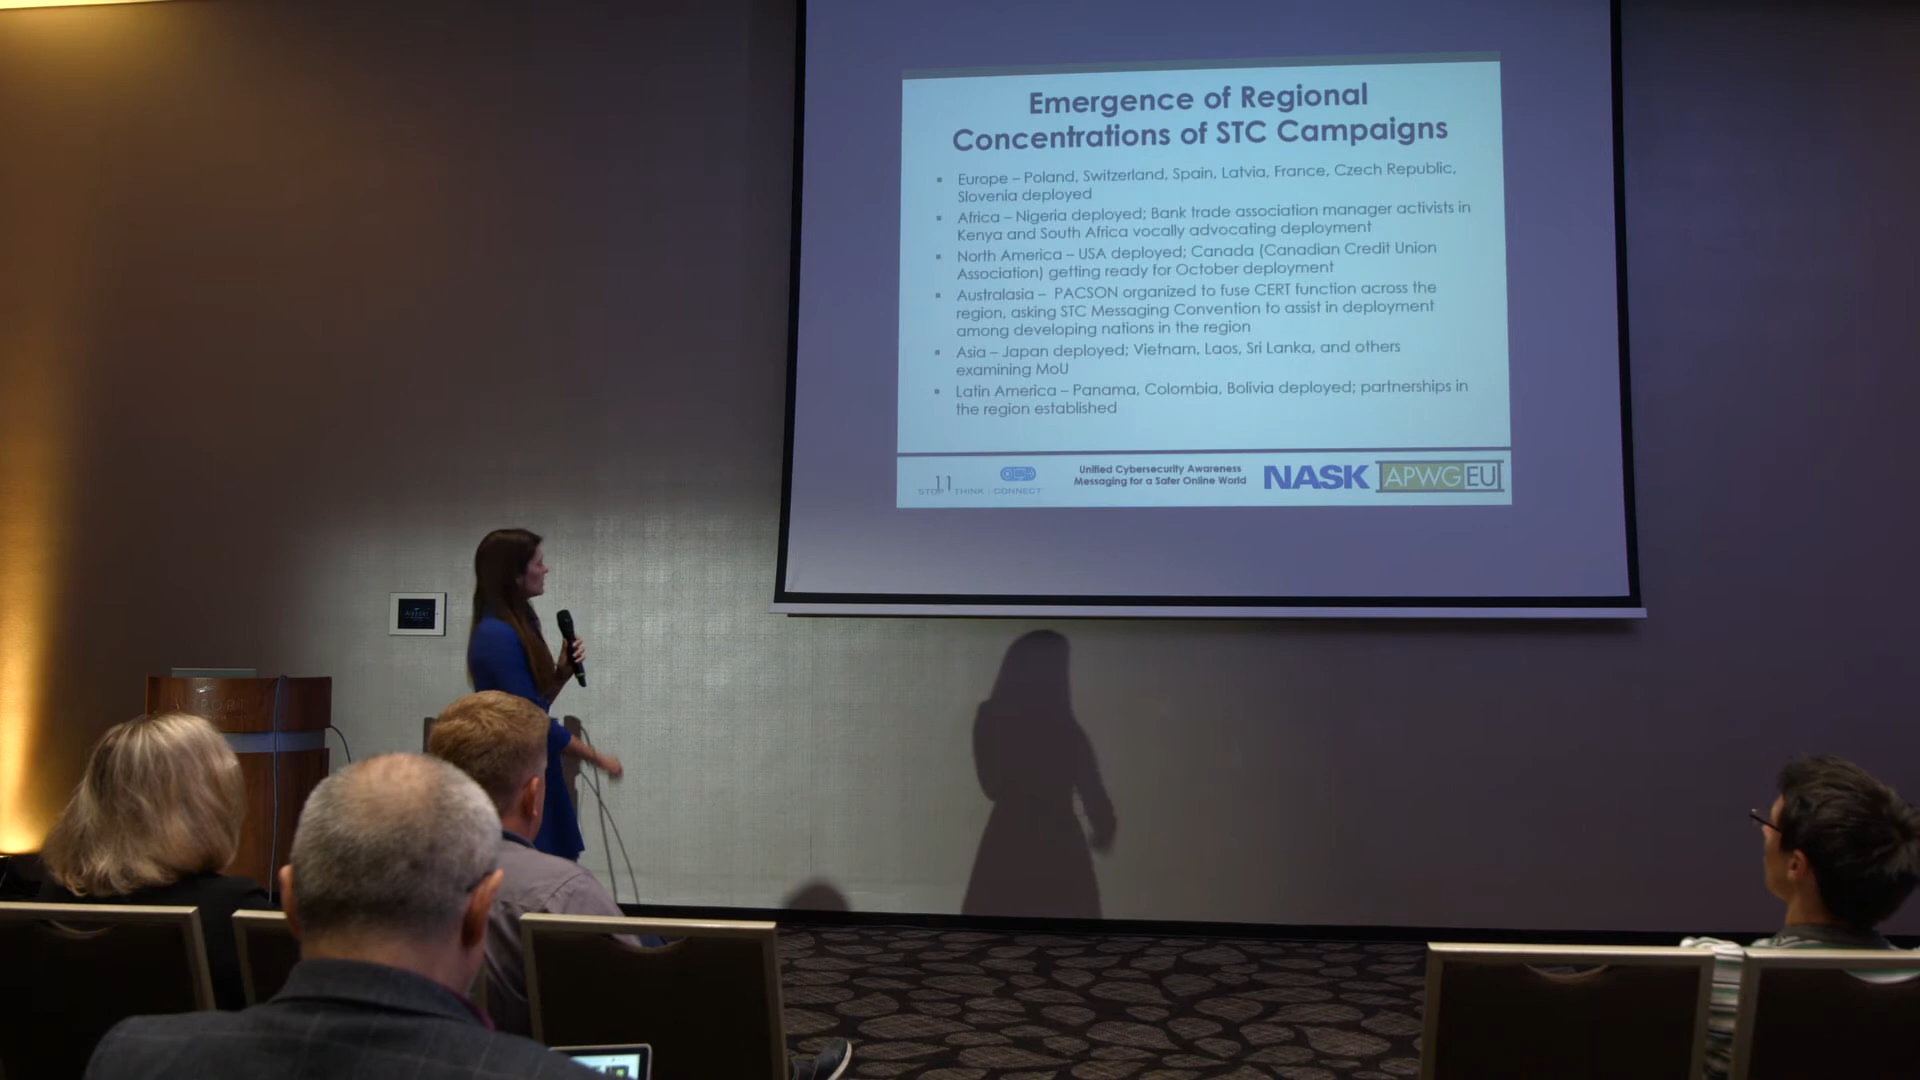 Emergence of Regional
Concentrations of STC Campaigns
▪ Europe – Poland, Switzerland, Spain, Latvia, France, Czech Republic,
Slovenia deployed
▪ Africa – Nigeria deployed; Bank trade association manager activists in
Kenya and South Africa vocally advocating deployment
▪ North America – USA deployed; Canada (Canadian Credit Union
Association) getting ready for October deployment
▪ Australasia – PACSON organized to fuse CERT function across the
region, asking STC Messaging Convention to assist in deployment
among developing nations in the region
▪ Asia – Japan deployed; Vietnam, Laos, Sri Lanka, and others
examining MoU
▪ Latin America – Panama, Colombia, Bolivia deployed; partnerships in
the region established
11
STOP | THINK | CONNECT
Unified Cybersecurity Awareness
Messaging for a Safer Online World
NASK
APWG EU